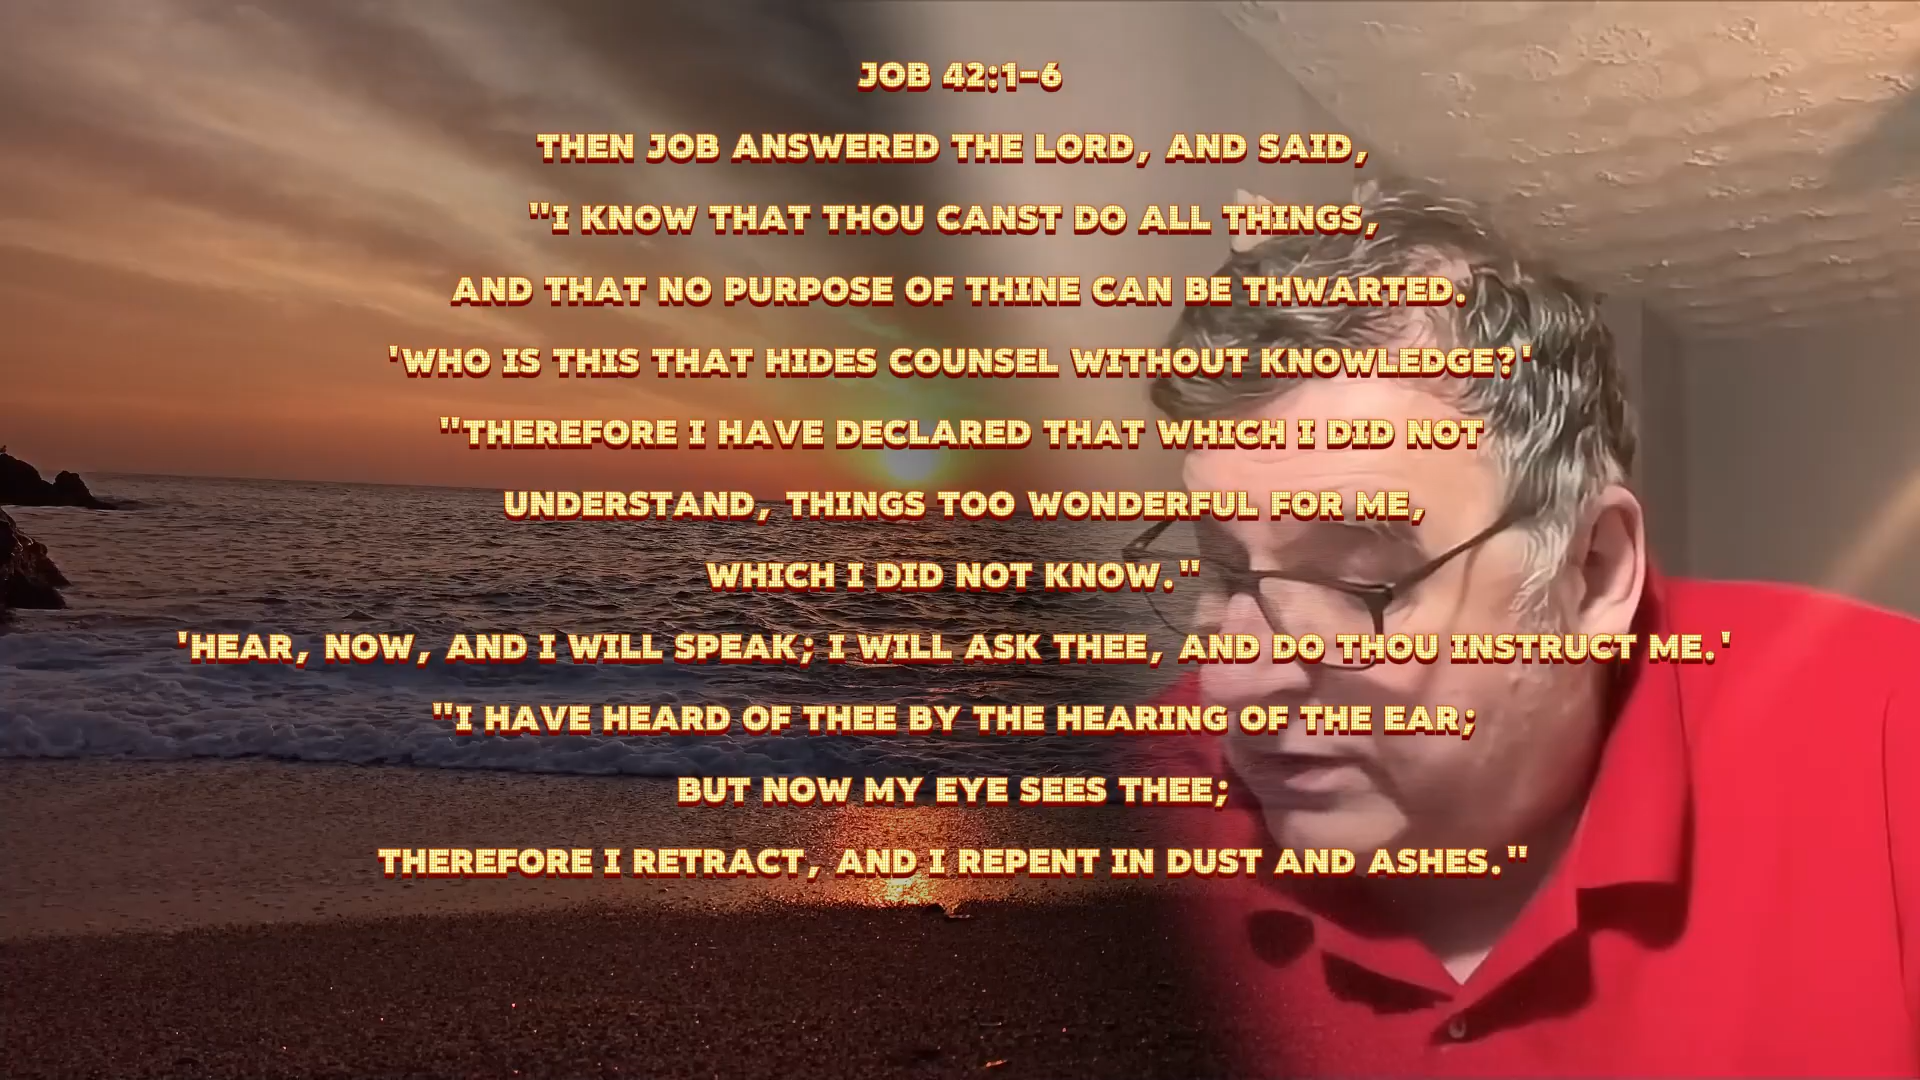 JOB 42:1-6
THEN JOB ANSWERED THE LORD, AND SAID,
"I KNOW THAT THOU CANST DO ALL THINGS,
AND THAT NO PURPOSE OF THINE CAN BE THWARTED.
'WHO IS THIS THAT HIDES COUNSEL WITHOUT KNOWLEDGE?'
"THEREFORE I HAVE DECLARED THAT WHICH I DID NOT
UNDERSTAND, THINGS TOO WONDERFUL FOR ME,
WHICH I DID NOT KNOW."
'HEAR, NOW, AND I WILL SPEAK; I WILL ASK THEE, AND DO THOU INSTRUCT ME.'
"I HAVE HEARD OF THEE BY THE HEARING OF THE EAR;
BUT NOW MY EYE SEES THEE;
THEREFORE I RETRACT, AND I REPENT IN DUST AND ASHES."